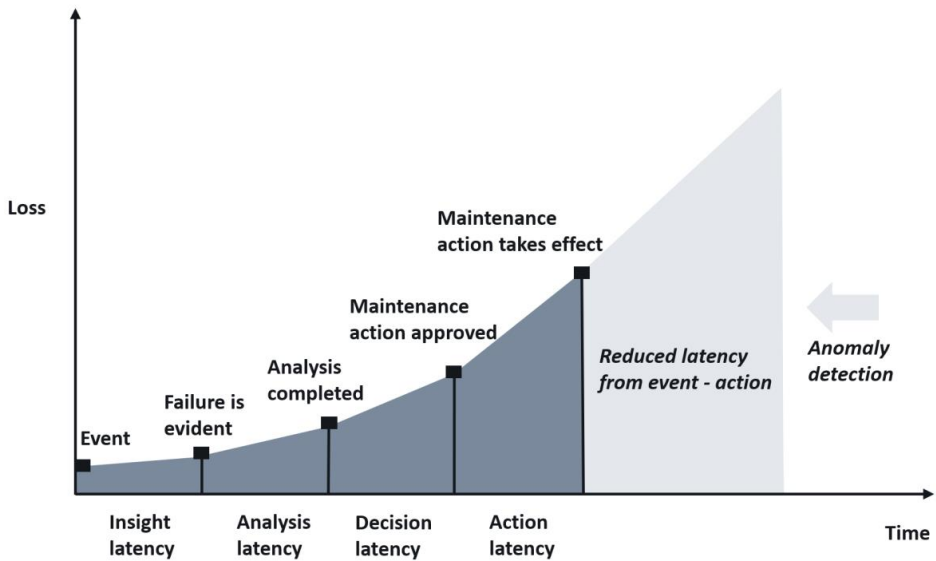 Loss
Maintenance
action takes effect
Maintenance
action approved
Analysis
completed
Failure is
evident
Event
Reduced latency
from event - action
Anomaly
detection
Insight
latency
Analysis
latency
Decision
latency
Action
latency
Time